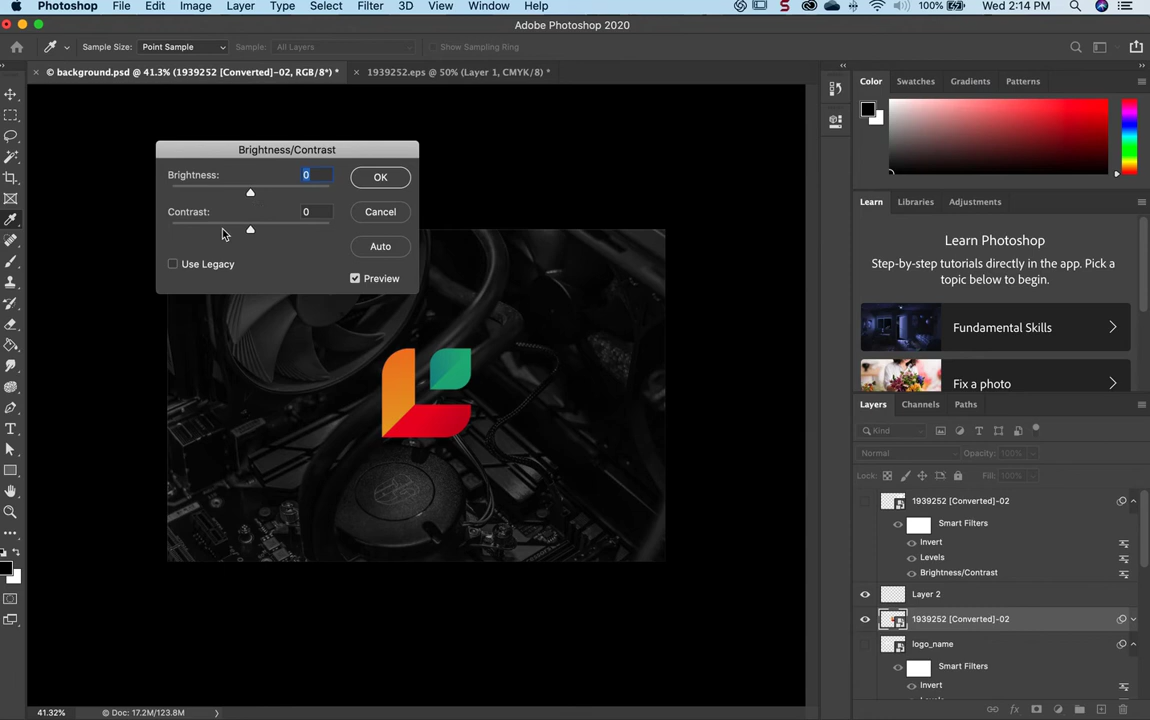 Photoshop File Edit Image Layer Type Select Filter 3D View Window Help 100% Wed 2:14 PM
Adobe Photoshop 2020
Sample Size: Point Sample Sample: All Layers Show Sampling Ring
© background.psd @ 41.3% (1939252 [Converted]-02, RGB/8*) * 1939252.eps @ 50% (Layer 1, CMYK/8) *
Color Swatches Gradients Patterns
Brightness/Contrast
Brightness: 0 OK
Contrast: 0 Cancel
Auto
Use Legacy
Preview
Learn Libraries Adjustments
Learn Photoshop
Step-by-step tutorials directly in the app. Pick a
topic below to begin.
Fundamental Skills
Fix a photo
Layers Channels Paths
Kind
Normal Opacity: 100%
Lock: Fill: 100%
1939252 [Converted]-02
Smart Filters
Invert
Levels
Brightness/Contrast
Layer 2
1939252 [Converted]-02
logo_name
Smart Filters
Invert
41.32% Doc: 17.2M/123.8M